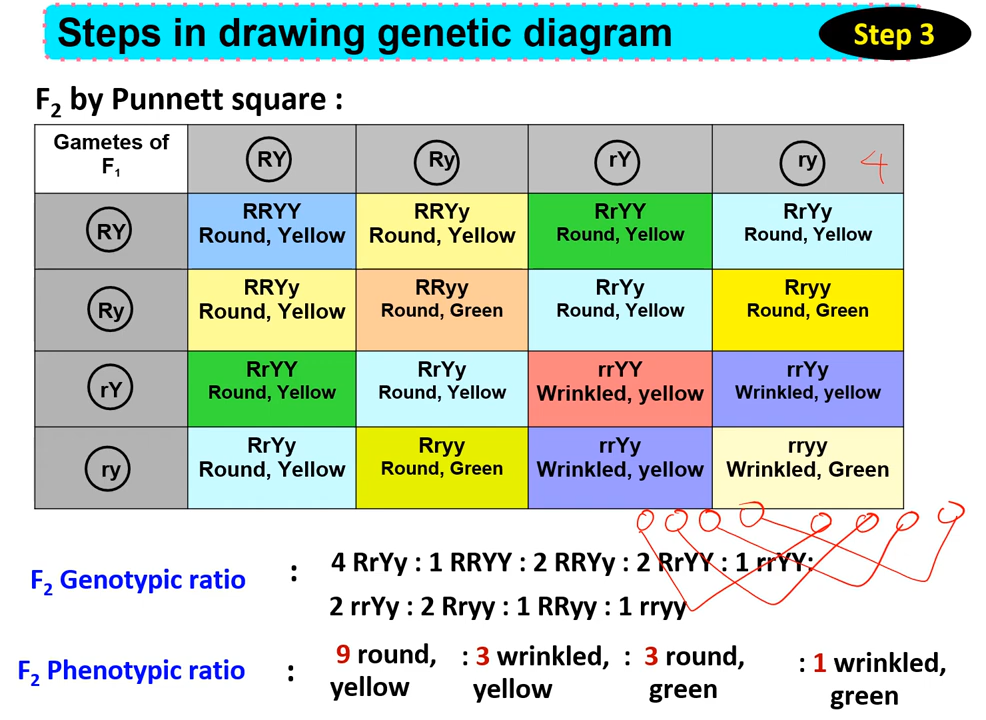 Steps in drawing genetic diagram
Step 3
F₂ by Punnett square :
Gametes of
F₁
RY
Ry
rY
ry
4
RY
RRYY
Round, Yellow
RRYy
Round, Yellow
RrYY
Round, Yellow
RrYy
Round, Yellow
Ry
RRYy
Round, Yellow
RRyy
Round, Green
RrYy
Round, Yellow
Rryy
Round, Green
rY
RrYY
Round, Yellow
RrYy
Round, Yellow
rrYY
Wrinkled, yellow
rrYy
Wrinkled, yellow
ry
RrYy
Round, Yellow
Rryy
Round, Green
rrYy
Wrinkled, yellow
rryy
Wrinkled, Green
F₂ Genotypic ratio :
4 RrYy : 1 RRYY : 2 RRYy : 2 RrYY : 1 rrYY:
2 rrYy : 2 Rryy : 1 RRyy : 1 rryy
F₂ Phenotypic ratio :
9 round,
yellow
: 3 wrinkled,
yellow
: 3 round,
green
: 1 wrinkled,
green